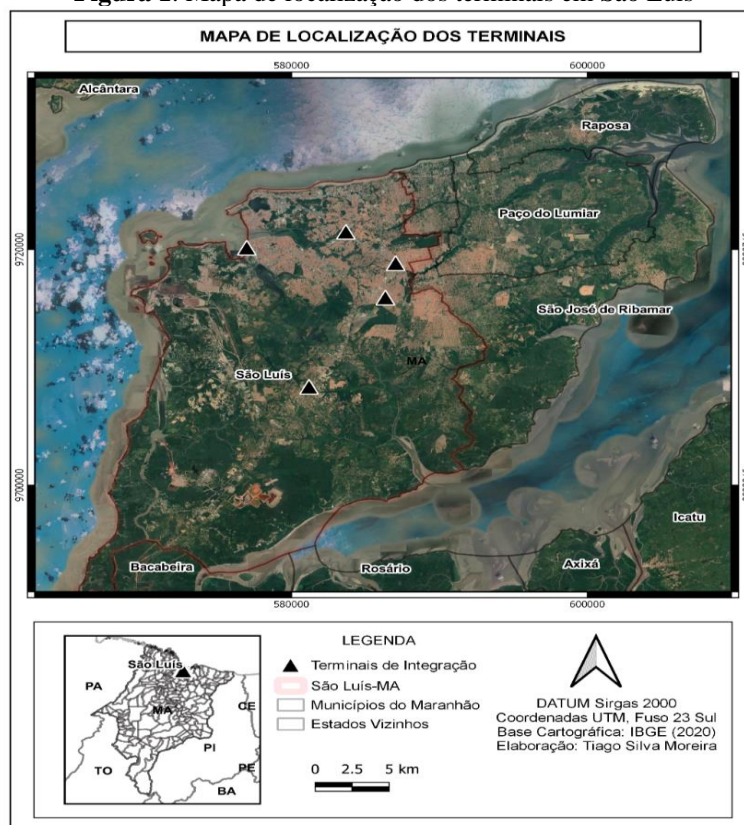 Figura 1: Mapa de localização dos terminais em São Luís
MAPA DE LOCALIZAÇÃO DOS TERMINAIS
580000 600000
Alcântara
Raposa
Paço do Lumiar
9720000
São José de Ribamar
MA
São Luís
9700000
Icatu
Bacabeira
Rosário
Axixá
580000 600000
São Luís
PA
CE
MA
PI
TO
PE
BA
LEGENDA
Terminais de Integração
São Luís-MA
Municípios do Maranhão
Estados Vizinhos
0 2.5 5 km
DATUM Sirgas 2000
Coordenadas UTM, Fuso 23 Sul
Base Cartográfica: IBGE (2020)
Elaboração: Tiago Silva Moreira